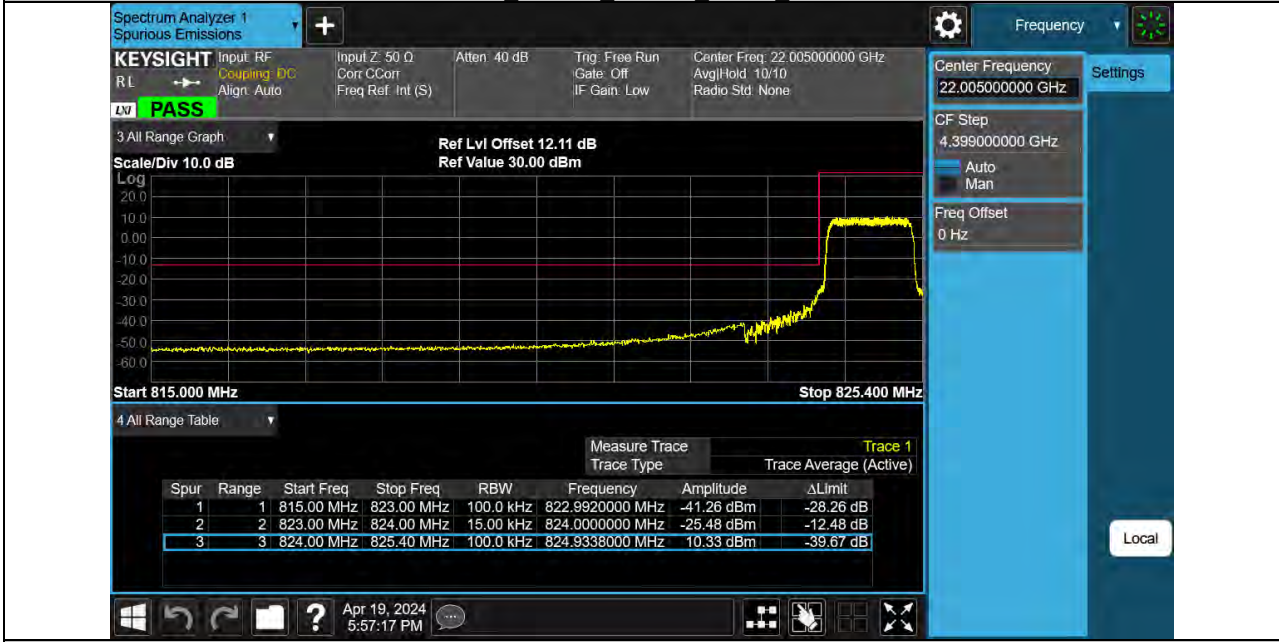 Spectrum Analyzer 1
Spurious Emissions
Frequency
KEYSIGHT Input: RF Input Z: 50 Ω Atten: 40 dB Trig: Free Run Center Freq: 22.005000000 GHz
RL Coupling: DC Corr CCorr Gate: Off Avg|Hold: 10/10
Align: Auto Freq Ref: Int (S) IF Gain: Low Radio Std: None
LXI PASS
Center Frequency
22.005000000 GHz
Settings
CF Step
4.399000000 GHz
Auto
Man
Freq Offset
0 Hz
3 All Range Graph
Ref Lvl Offset 12.11 dB
Scale/Div 10.0 dB Ref Value 30.00 dBm
Log
20.0
10.0
0.00
-10.0
-20.0
-30.0
-40.0
-50.0
-60.0
Start 815.000 MHz Stop 825.400 MHz
4 All Range Table
Measure Trace Trace 1
Trace Type Trace Average (Active)
Spur Range Start Freq Stop Freq RBW Frequency Amplitude ∆Limit
1 1 815.00 MHz 823.00 MHz 100.0 kHz 822.9920000 MHz -41.26 dBm -28.26 dB
2 2 823.00 MHz 824.00 MHz 15.00 kHz 824.0000000 MHz -25.48 dBm -12.48 dB
3 3 824.00 MHz 825.40 MHz 100.0 kHz 824.9338000 MHz 10.33 dBm -39.67 dB
Local
Apr 19, 2024
5:57:17 PM